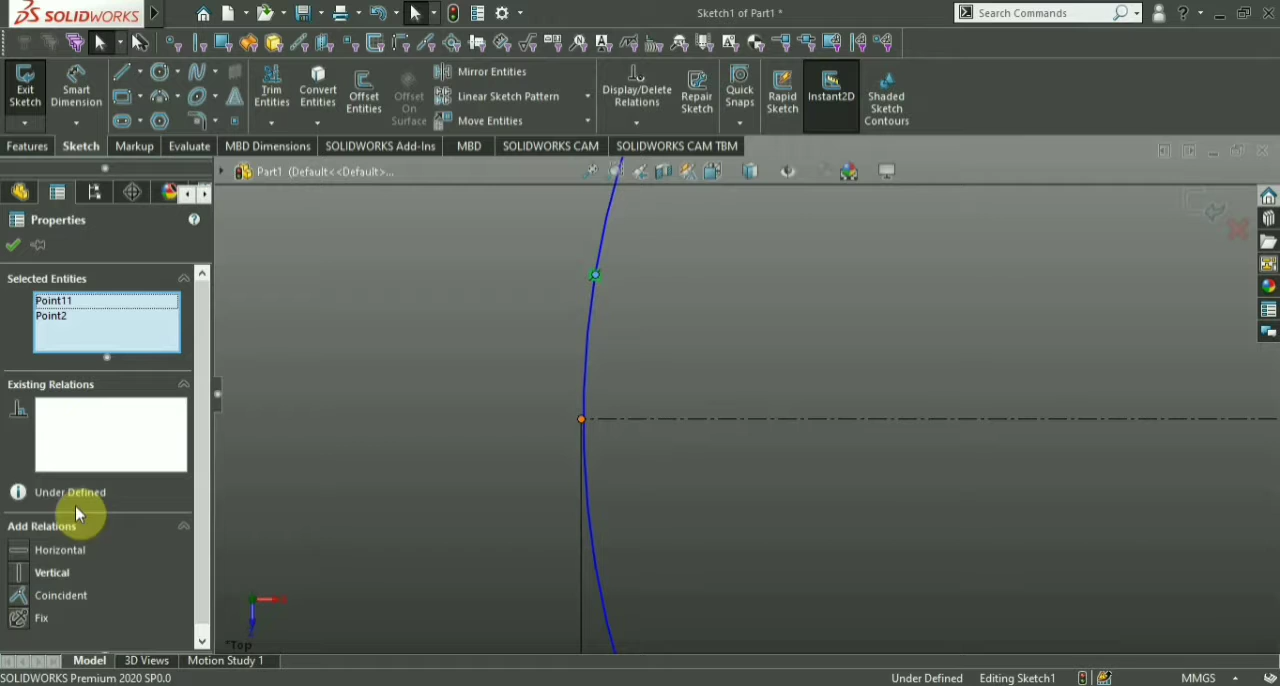 SOLIDWORKS
Sketch1 of Part1 *
Search Commands
Exit Sketch
Smart Dimension
Trim Entities
Convert Entities
Offset Entities
Offset On Surface
Mirror Entities
Linear Sketch Pattern
Move Entities
Display/Delete Relations
Repair Sketch
Quick Snaps
Rapid Sketch
Instant2D
Shaded Sketch Contours
Features
Sketch
Markup
Evaluate
MBD Dimensions
SOLIDWORKS Add-Ins
MBD
SOLIDWORKS CAM
SOLIDWORKS CAM TBM
Part1 (Default<<Default>...
Properties
Selected Entities
Point11
Point2
Existing Relations
Under Defined
Add Relations
Horizontal
Vertical
Coincident
Fix
*Top
Model
3D Views
Motion Study 1
SOLIDWORKS Premium 2020 SP0.0
Under Defined
Editing Sketch1
MMGS